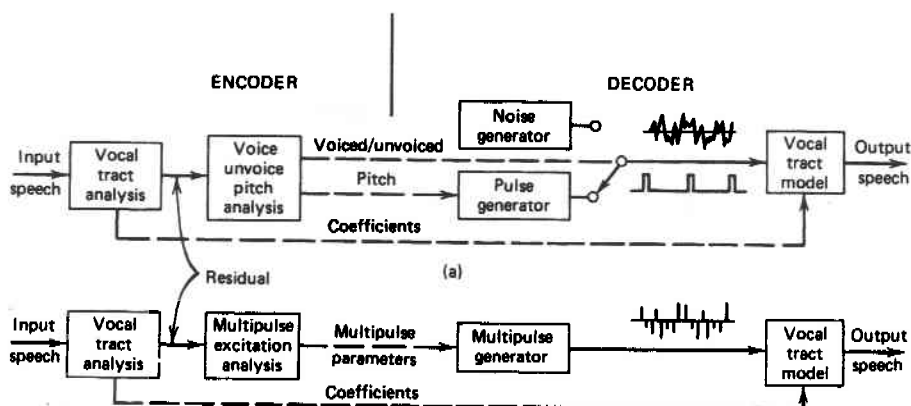 ENCODER
DECODER
Noise
generator
Input
speech
Vocal
tract
analysis
Voice
unvoice
pitch
analysis
Voiced/unvoiced
Pitch
Pulse
generator
Vocal
tract
model
Output
speech
Coefficients
(a)
Residual
Input
speech
Vocal
tract
analysis
Multipulse
excitation
analysis
Multipulse
parameters
Multipulse
generator
Vocal
tract
model
Output
speech
Coefficients